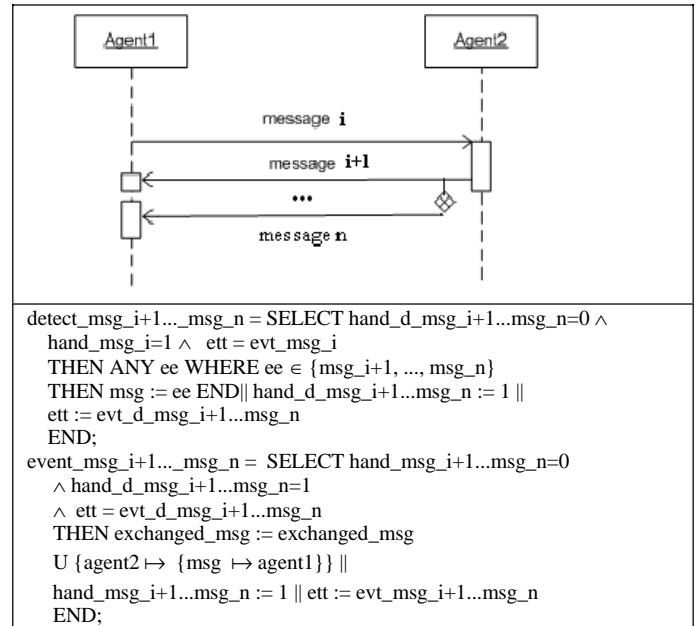 Agent1
Agent2
message i
message i+1
...
message n
detect_msg_i+1..._msg_n = SELECT hand_d_msg_i+1...msg_n=0 ∧
hand_msg_i=1 ∧ ett = evt_msg_i
THEN ANY ee WHERE ee ∈ {msg_i+1, ..., msg_n}
THEN msg := ee END|| hand_d_msg_i+1...msg_n := 1 ||
ett := evt_d_msg_i+1...msg_n
END;
event_msg_i+1..._msg_n = SELECT hand_msg_i+1...msg_n=0
∧ hand_d_msg_i+1...msg_n=1
∧ ett = evt_d_msg_i+1...msg_n
THEN exchanged_msg := exchanged_msg
U {agent2 ↦ {msg ↦ agent1}} ||
hand_msg_i+1...msg_n := 1 || ett := evt_msg_i+1...msg_n
END;